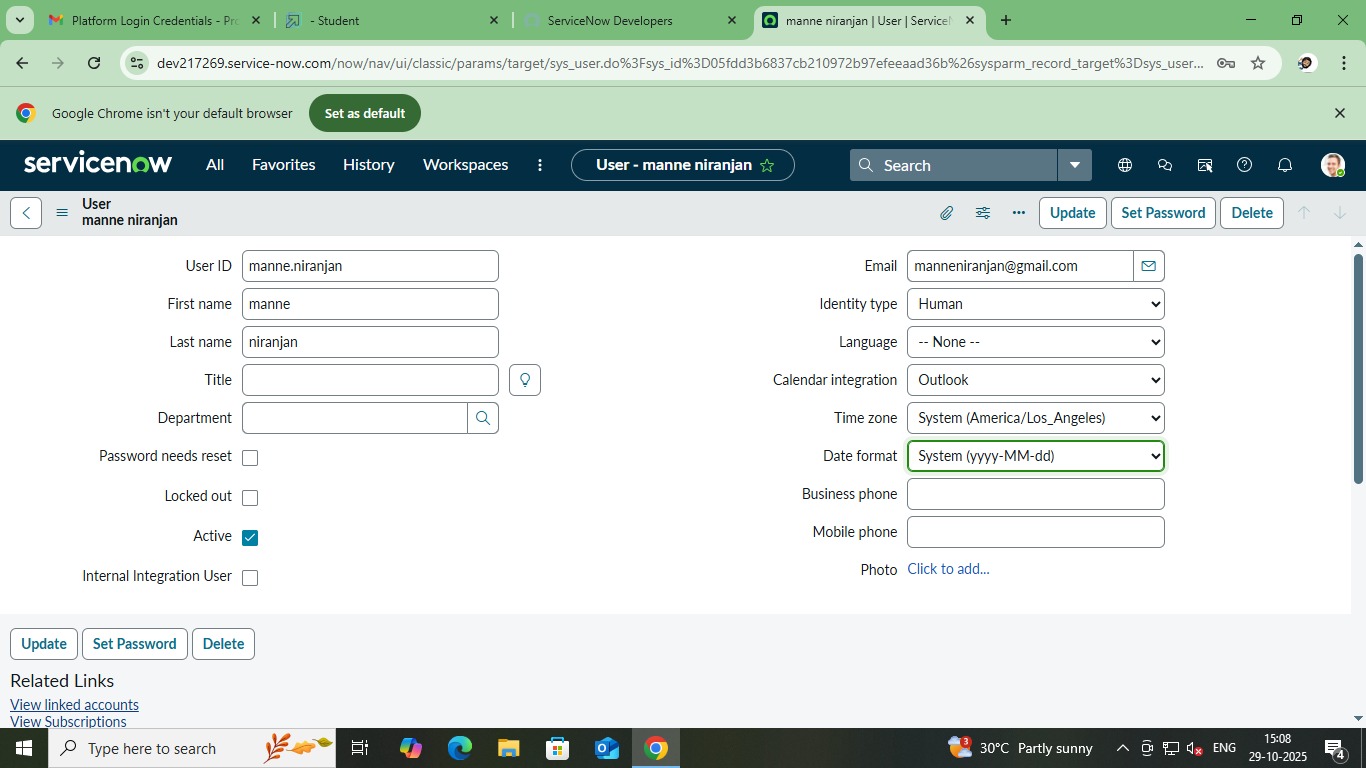 Platform Login Credentials - Pro
- Student
ServiceNow Developers
manne niranjan | User | Service
dev217269.service-now.com/now/nav/ui/classic/params/target/sys_user.do%3Fsys_id%3D05fdd3b6837cb210972b97efeeaad36b%26sysparm_record_target%3Dsys_user...
Google Chrome isn't your default browser
Set as default
servicenow
All
Favorites
History
Workspaces
User - manne niranjan
Search
User
manne niranjan
Update
Set Password
Delete
User ID
manne.niranjan
First name
manne
Last name
niranjan
Title
Department
Password needs reset
Locked out
Active
Internal Integration User
Email
manneniranjan@gmail.com
Identity type
Human
Language
-- None --
Calendar integration
Outlook
Time zone
System (America/Los_Angeles)
Date format
System (yyyy-MM-dd)
Business phone
Mobile phone
Photo
Click to add...
Update
Set Password
Delete
Related Links
View linked accounts
View Subscriptions
Type here to search
3
30°C Partly sunny
ENG
15:08
29-10-2025
4